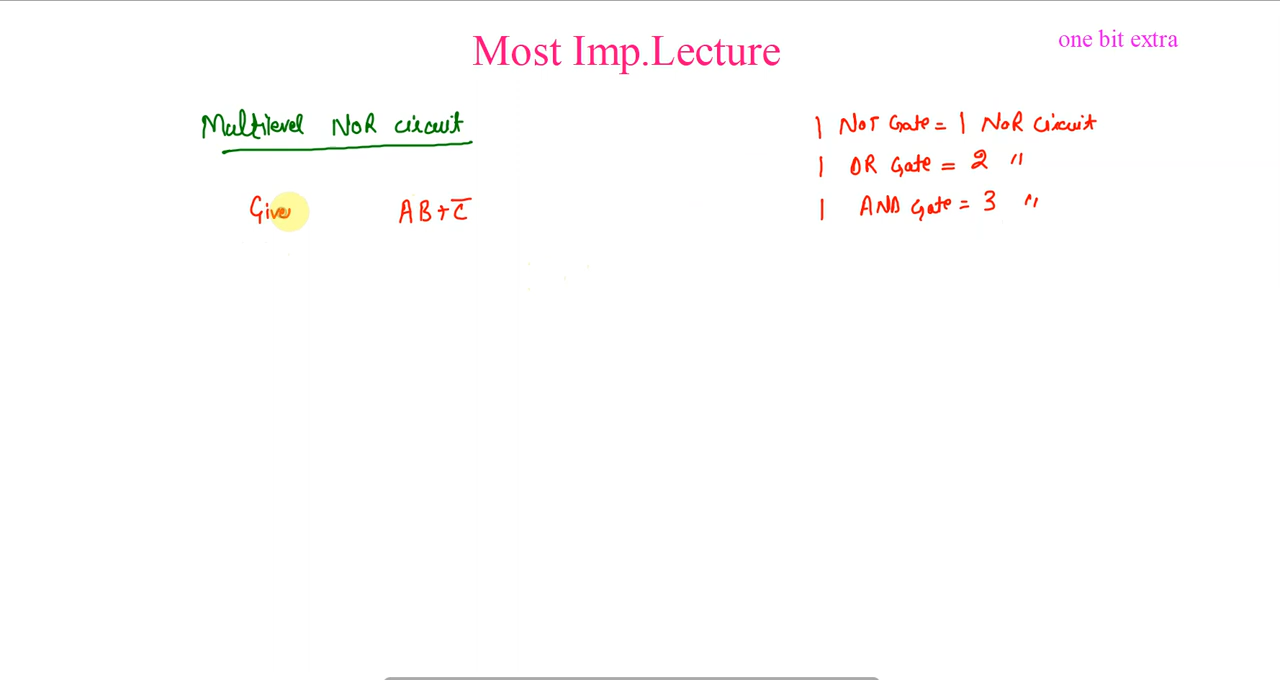 Most Imp.Lecture
one bit extra
Multilevel NOR circuit
1 NOT Gate = 1 NOR Circuit
1 OR Gate = 2 "
1 AND Gate = 3 "
Give AB+C̅